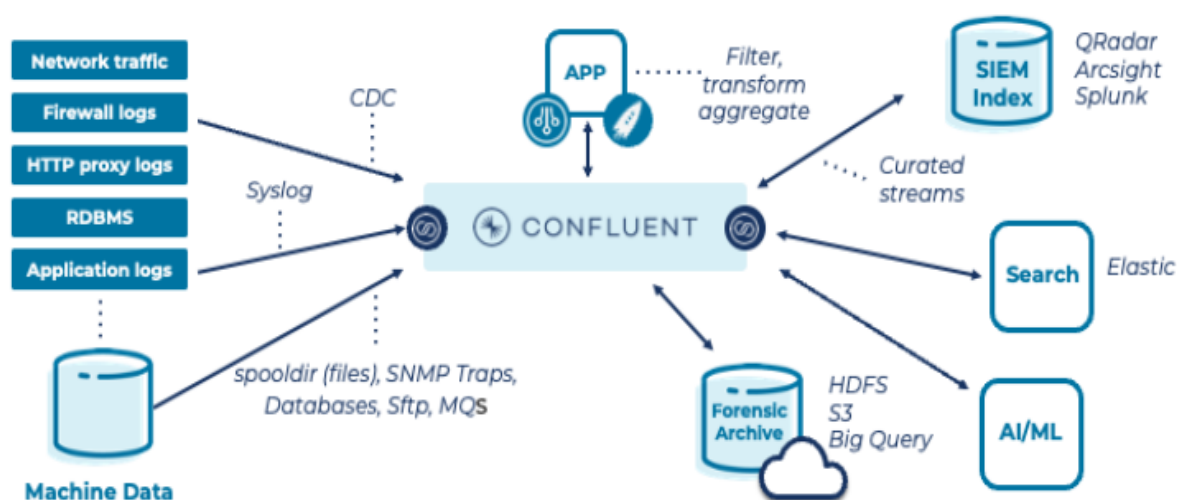 Network traffic
Firewall logs
HTTP proxy logs
RDBMS
Application logs
Machine Data
CDC
Syslog
spooldir (files), SNMP Traps,
Databases, Sftp, MQS
APP
Filter,
transform
aggregate
CONFLUENT
SIEM
Index
QRadar
Arcsight
Splunk
Curated
streams
Search
Elastic
AI/ML
Forensic
Archive
HDFS
S3
Big Query